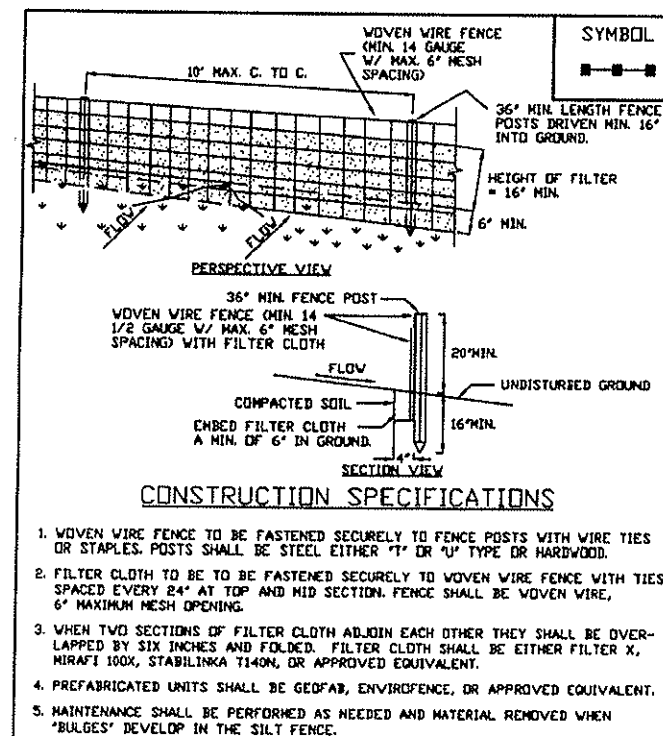 WOVEN WIRE FENCE
(MIN. 14 GAUGE
W/ MAX. 6" MESH
SPACING)
SYMBOL
10" MAX. C. TO C.
36" MIN. LENGTH FENCE
POSTS DRIVEN MIN. 16"
INTO GROUND.
HEIGHT OF FILTER
= 16" MIN.
6" MIN.
FLOW
FLOW
PERSPECTIVE VIEW
36" MIN. FENCE POST
WOVEN WIRE FENCE (MIN. 14
1/2 GAUGE W/ MAX. 6" MESH
SPACING) WITH FILTER CLOTH
20"MIN.
FLOW
UNDISTURBED GROUND
COMPACTED SOIL
16"MIN.
EMBED FILTER CLOTH
A MIN. OF 6" IN GROUND.
4"
SECTION VIEW
CONSTRUCTION SPECIFICATIONS
1. WOVEN WIRE FENCE TO BE FASTENED SECURELY TO FENCE POSTS WITH WIRE TIES
OR STAPLES. POSTS SHALL BE STEEL EITHER "T" OR "U" TYPE OR HARDWOOD.
2. FILTER CLOTH TO BE TO BE FASTENED SECURELY TO WOVEN WIRE FENCE WITH TIES
SPACED EVERY 24" AT TOP AND MID SECTION. FENCE SHALL BE WOVEN WIRE,
6" MAXIMUM MESH OPENING.
3. WHEN TWO SECTIONS OF FILTER CLOTH ADJOIN EACH OTHER THEY SHALL BE OVER-
LAPPED BY SIX INCHES AND FOLDED. FILTER CLOTH SHALL BE EITHER FILTER X,
MIRAFI 100X, STABILINKA T140N, OR APPROVED EQUIVALENT.
4. PREFABRICATED UNITS SHALL BE GEOFAB, ENVIROFENCE, OR APPROVED EQUIVALENT.
5. MAINTENANCE SHALL BE PERFORMED AS NEEDED AND MATERIAL REMOVED WHEN
"BULGES" DEVELOP IN THE SILT FENCE.